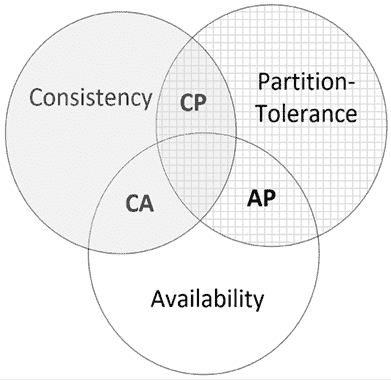 Consistency
CP
Partition-
Tolerance
CA
AP
Availability